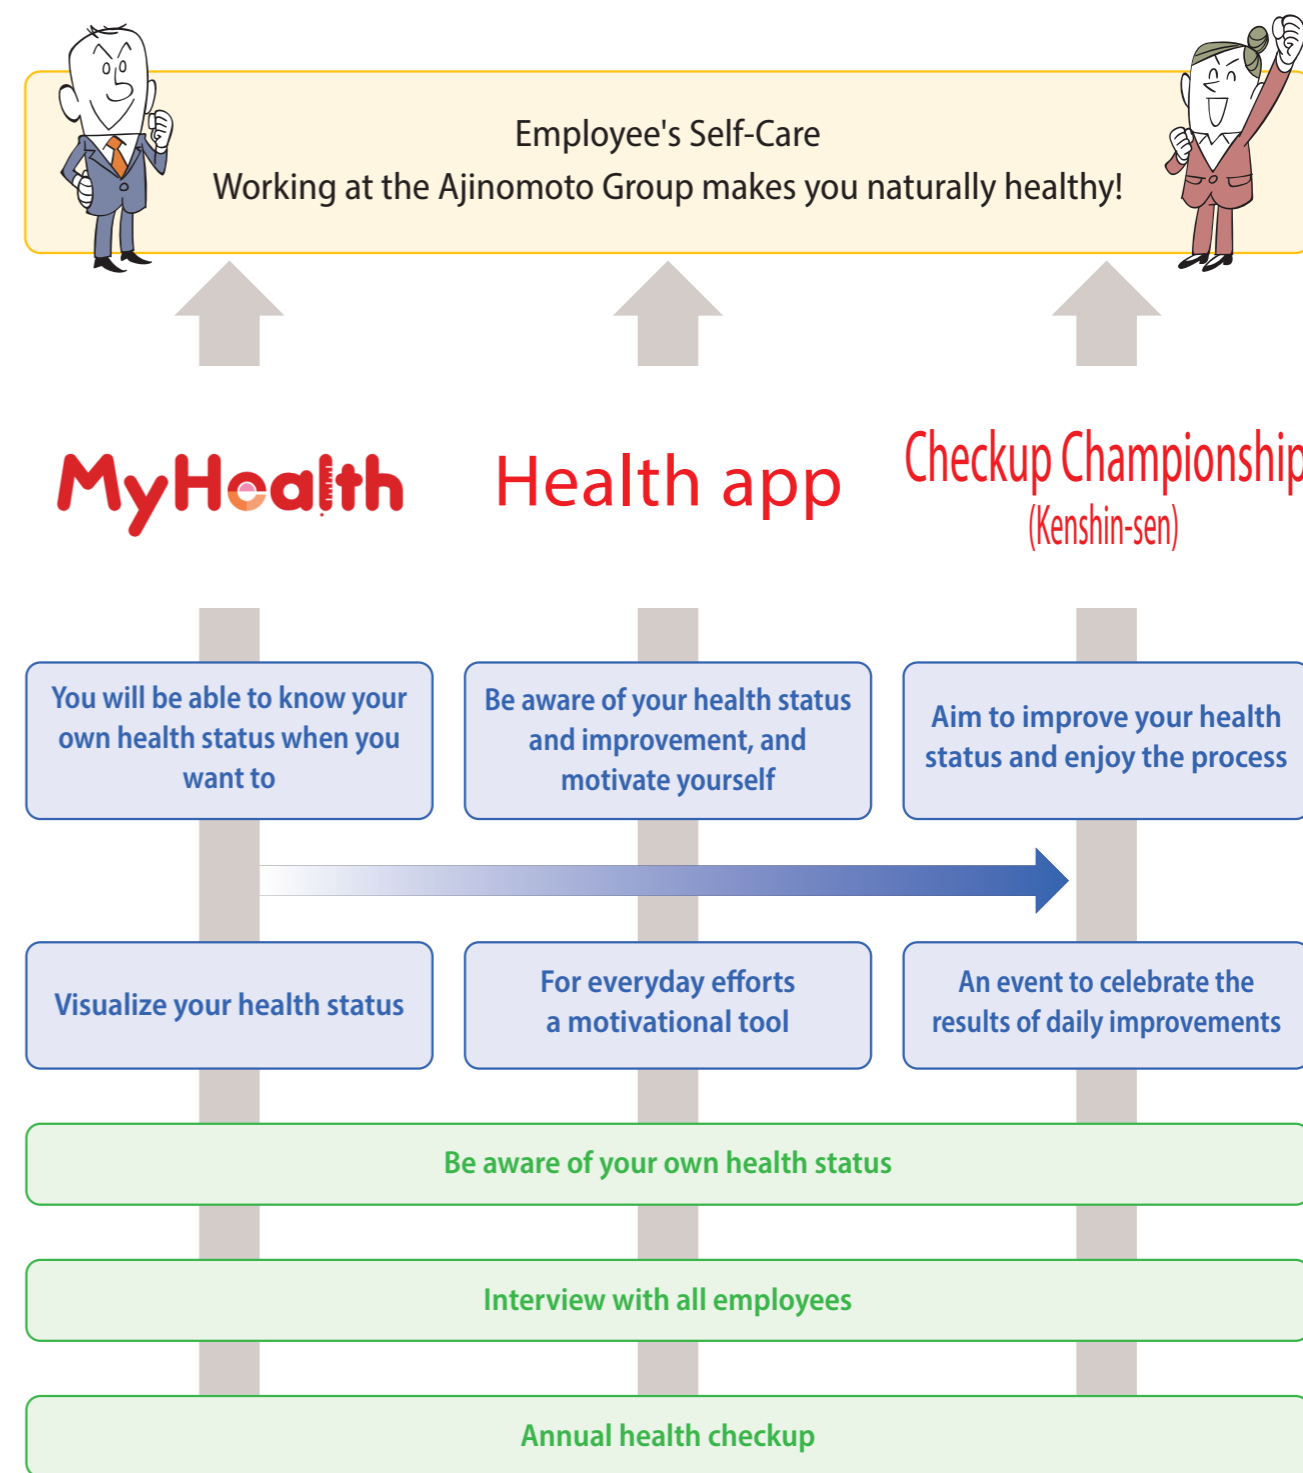 Employee's Self-Care
Working at the Ajinomoto Group makes you naturally healthy!
MyHealth
Health app
Checkup Championship
(Kenshin-sen)
You will be able to know your
own health status when you
want to
Be aware of your health status
and improvement, and
motivate yourself
Aim to improve your health
status and enjoy the process
Visualize your health status
For everyday efforts
a motivational tool
An event to celebrate the
results of daily improvements
Be aware of your own health status
Interview with all employees
Annual health checkup